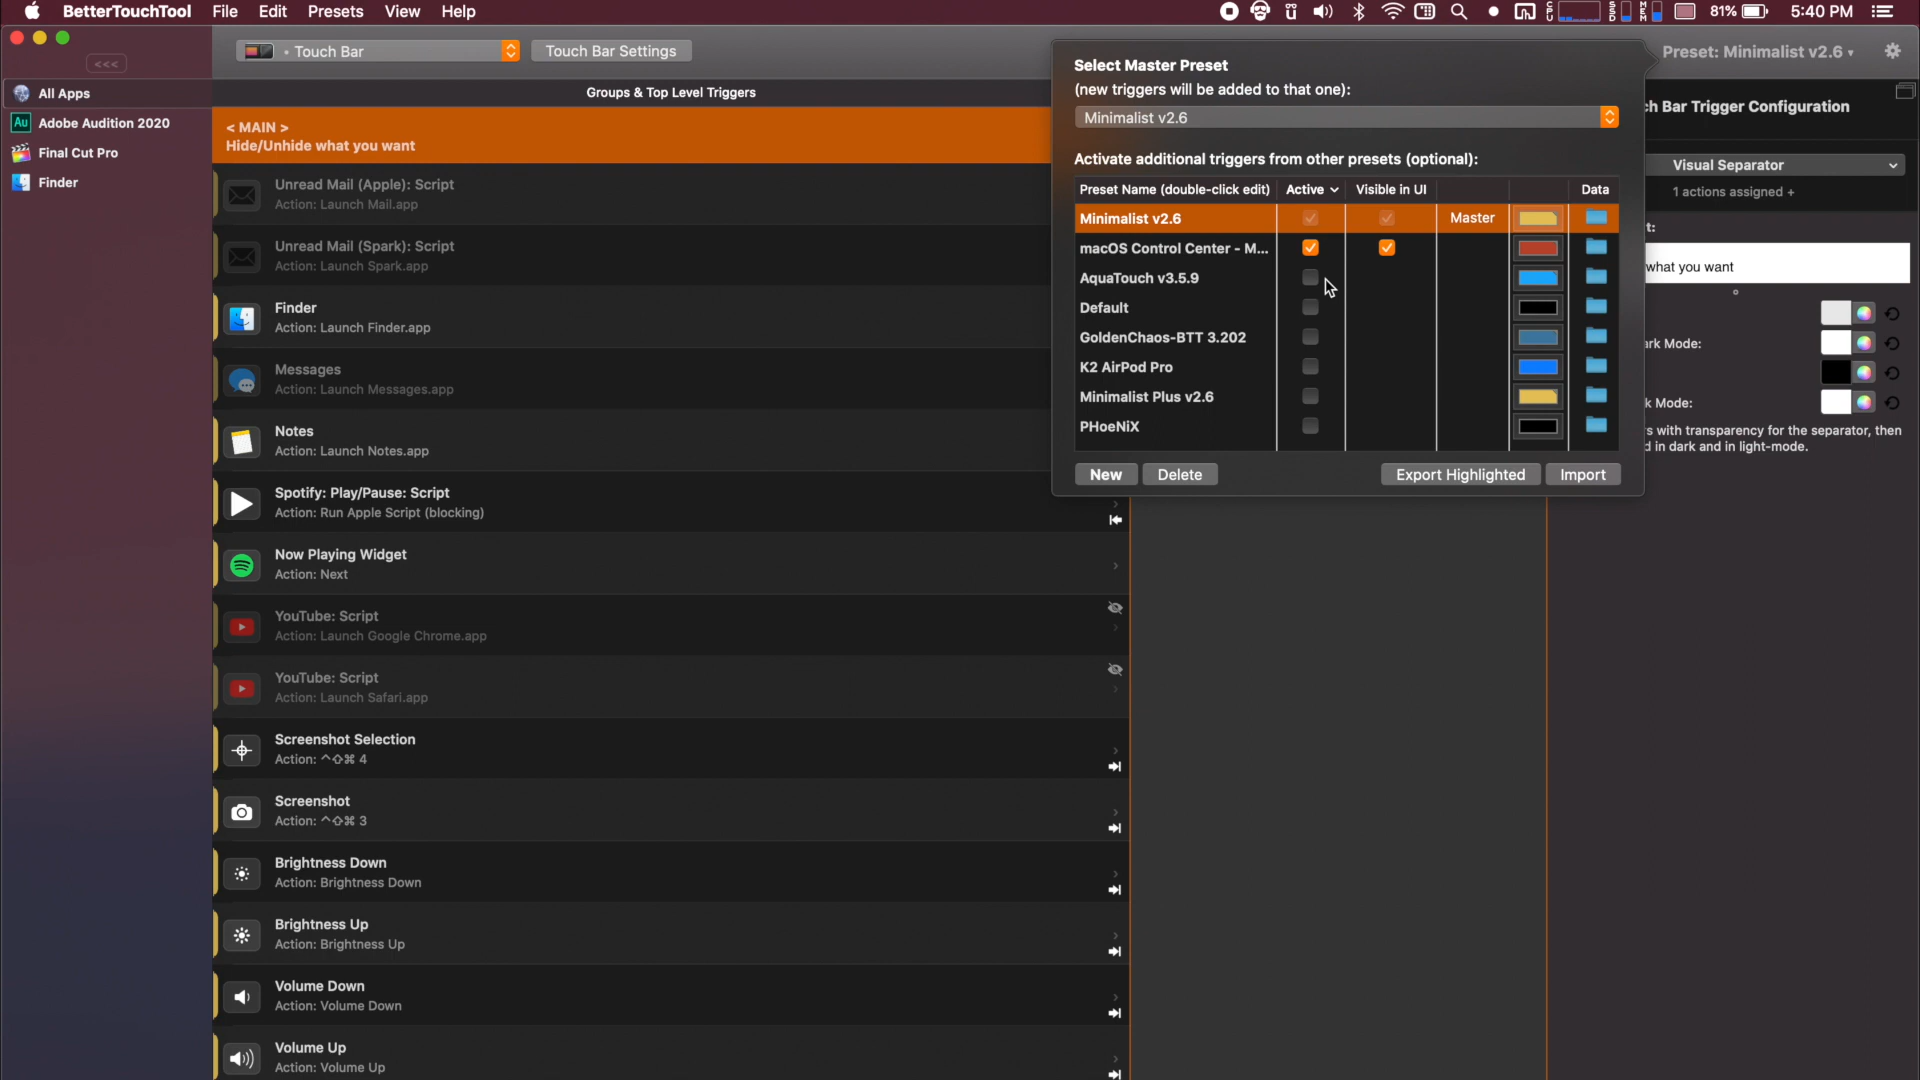 BetterTouchTool File Edit Presets View Help
81% 5:40 PM
<<<
Touch Bar
Touch Bar Settings
Preset: Minimalist v2.6
All Apps
Adobe Audition 2020
Final Cut Pro
Finder
Groups & Top Level Triggers
< MAIN >
Hide/Unhide what you want
Unread Mail (Apple): Script
Action: Launch Mail.app
Unread Mail (Spark): Script
Action: Launch Spark.app
Finder
Action: Launch Finder.app
Messages
Action: Launch Messages.app
Notes
Action: Launch Notes.app
Spotify: Play/Pause: Script
Action: Run Apple Script (blocking)
Now Playing Widget
Action: Next
YouTube: Script
Action: Launch Google Chrome.app
YouTube: Script
Action: Launch Safari.app
Screenshot Selection
Action: ^⇧⌘ 4
Screenshot
Action: ^⇧⌘ 3
Brightness Down
Action: Brightness Down
Brightness Up
Action: Brightness Up
Volume Down
Action: Volume Down
Volume Up
Action: Volume Up
Select Master Preset
(new triggers will be added to that one):
Minimalist v2.6
Activate additional triggers from other presets (optional):
Preset Name (double-click edit) Active Visible in UI Data
Minimalist v2.6 Master
macOS Control Center - M...
AquaTouch v3.5.9
Default
GoldenChaos-BTT 3.202
K2 AirPod Pro
Minimalist Plus v2.6
PHoeNiX
New Delete Export Highlighted Import
ch Bar Trigger Configuration
Visual Separator
1 actions assigned +
t:
what you want
ark Mode:
k Mode:
s with transparency for the separator, then
d in dark and in light-mode.